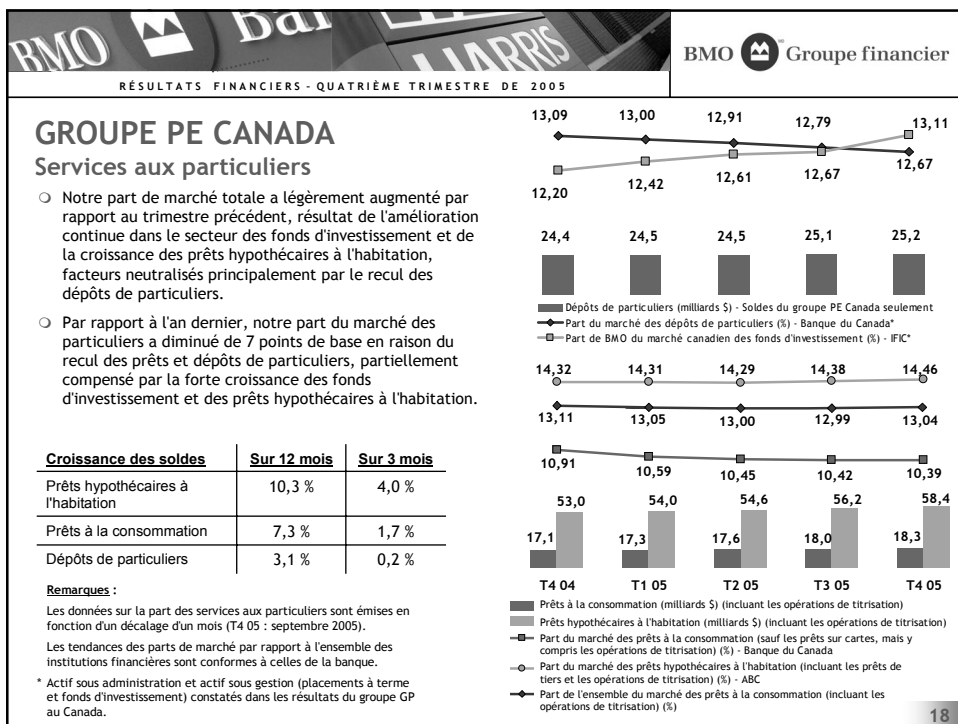 BMO
Ba
HARRIS
BMO Groupe financier
RÉSULTATS FINANCIERS - QUATRIÈME TRIMESTRE DE 2005
GROUPE PE CANADA
Services aux particuliers
Notre part de marché totale a légèrement augmenté par
rapport au trimestre précédent, résultat de l'amélioration
continue dans le secteur des fonds d'investissement et de
la croissance des prêts hypothécaires à l'habitation,
facteurs neutralisés principalement par le recul des
dépôts de particuliers.
Par rapport à l'an dernier, notre part du marché des
particuliers a diminué de 7 points de base en raison du
recul des prêts et dépôts de particuliers, partiellement
compensé par la forte croissance des fonds
d'investissement et des prêts hypothécaires à l'habitation.
Croissance des soldes Sur 12 mois Sur 3 mois
Prêts hypothécaires à
l'habitation 10,3 % 4,0 %
Prêts à la consommation 7,3 % 1,7 %
Dépôts de particuliers 3,1 % 0,2 %
Remarques :
Les données sur la part des services aux particuliers sont émises en
fonction d'un décalage d'un mois (T4 05 : septembre 2005).
Les tendances des parts de marché par rapport à l'ensemble des
institutions financières sont conformes à celles de la banque.
* Actif sous administration et actif sous gestion (placements à terme
et fonds d'investissement) constatés dans les résultats du groupe GP
au Canada.
13,09 13,00 12,91 12,79 13,11
12,20 12,42 12,61 12,67 12,67
24,4 24,5 24,5 25,1 25,2
Dépôts de particuliers (milliards $) - Soldes du groupe PE Canada seulement
Part du marché des dépôts de particuliers (%) - Banque du Canada*
Part de BMO du marché canadien des fonds d'investissement (%) - IFIC*
14,32 14,31 14,29 14,38 14,46
13,11 13,05 13,00 12,99 13,04
10,91 10,59 10,45 10,42 10,39
53,0 54,0 54,6 56,2 58,4
17,1 17,3 17,6 18,0 18,3
T4 04 T1 05 T2 05 T3 05 T4 05
Prêts à la consommation (milliards $) (incluant les opérations de titrisation)
Prêts hypothécaires à l'habitation (milliards $) (incluant les opérations de titrisation)
Part du marché des prêts à la consommation (sauf les prêts sur cartes, mais y
compris les opérations de titrisation) (%) - Banque du Canada
Part du marché des prêts hypothécaires à l'habitation (incluant les prêts de
tiers et les opérations de titrisation) (%) - ABC
Part de l'ensemble du marché des prêts à la consommation (incluant les
opérations de titrisation) (%)
18